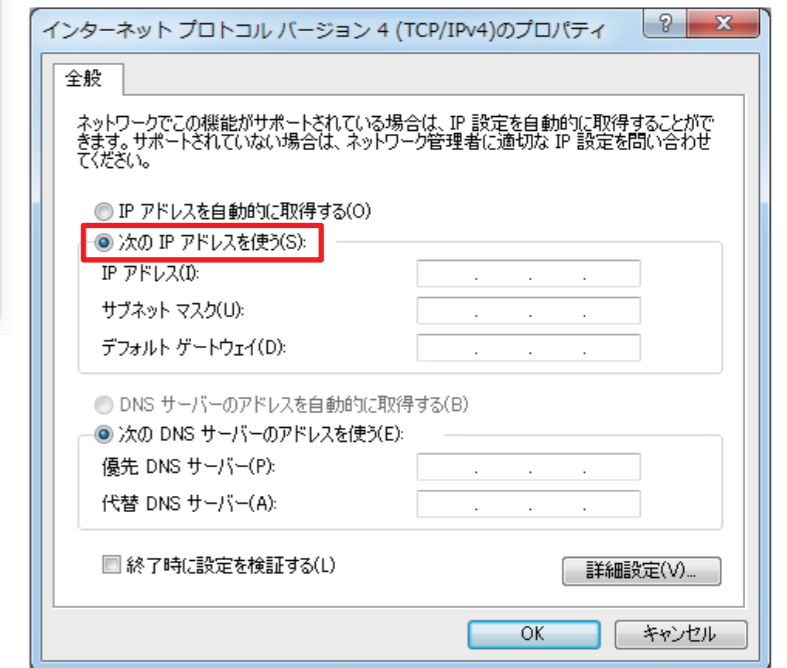 インターネット プロトコル バージョン 4 (TCP/IPv4)のプロパティ
全般
ネットワークでこの機能がサポートされている場合は、IP 設定を自動的に取得することがで
きます。サポートされていない場合は、ネットワーク管理者に適切な IP 設定を問い合わせ
てください。
IP アドレスを自動的に取得する(O)
次の IP アドレスを使う(S):
IP アドレス(I):
サブネット マスク(U):
デフォルト ゲートウェイ(D):
DNS サーバーのアドレスを自動的に取得する(B)
次の DNS サーバーのアドレスを使う(E):
優先 DNS サーバー(P):
代替 DNS サーバー(A):
終了時に設定を検証する(L)
詳細設定(V)...
OK
キャンセル